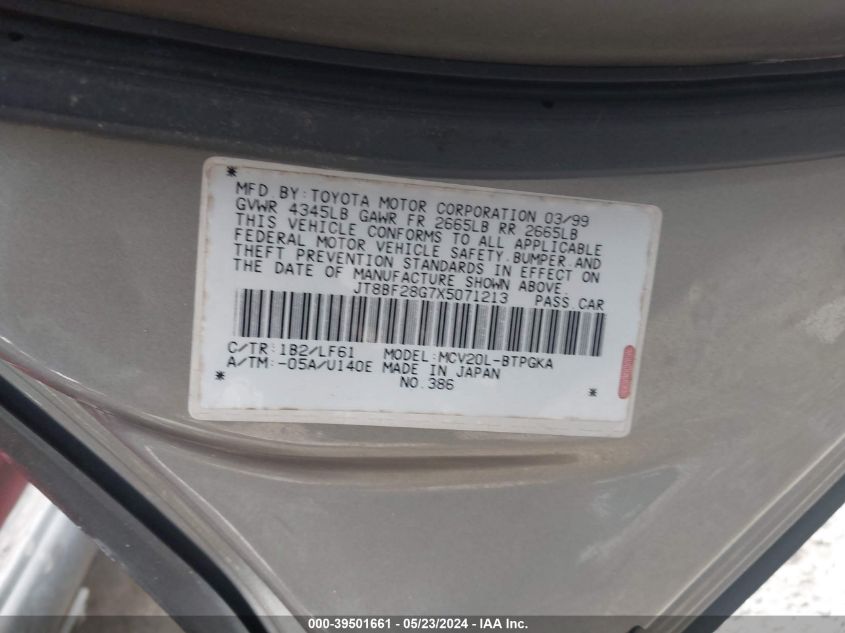 *
MFD BY:TOYOTA MOTOR CORPORATION 03/99
GVWR 4345LB GAWR FR 2665LB RR 2665LB
THIS VEHICLE CONFORMS TO ALL APPLICABLE
FEDERAL MOTOR VEHICLE SAFETY.BUMPER.AND
THEFT PREVENTION STANDARDS IN EFFECT ON
THE DATE OF MANUFACTURE SHOWN ABOVE.
JT8BF28G7X5071213 PASS.CAR
C/TR:1B2/LF61 MODEL:MCV20L-BTPGKA
A/TM:-05A/U140E MADE IN JAPAN
* NO.386 *
000-39501661 — 05/23/2024 — IAA Inc.